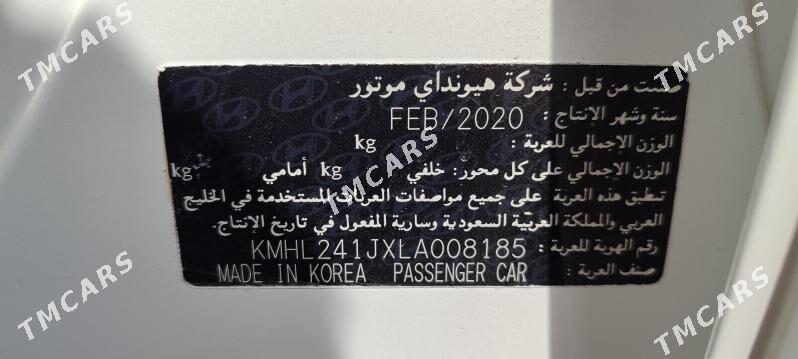 صنعت من قبل : شركة هيونداي موتور
سنة وشهر الانتاج : FEB/2020
الوزن الاجمالي للعربة : kg
الوزن الاجمالي على كل محور: خلفي kg أمامي kg
تطبق هذه العربة على جميع مواصفات العربات المستخدمة في الخليج
العربي والمملكة العربية السعودية وسارية المفعول في تاريخ الإنتاج.
رقم الهوية للعربة : KMHL241JXLA008185
صنف العربة : MADE IN KOREA PASSENGER CAR
TMCARS
TMCARS
TMCARS
TMCARS
TMCARS
TMCARS
TMCARS